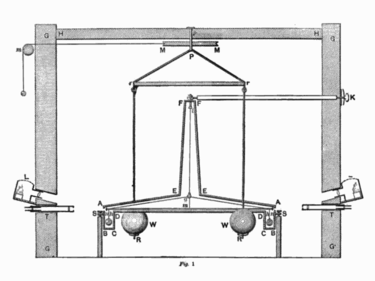 G H P H G
M M
m
P
r r
F F K
L L
E E
A A
S D m D S
T T
B C W W C B
R R
G G
Fig. 1